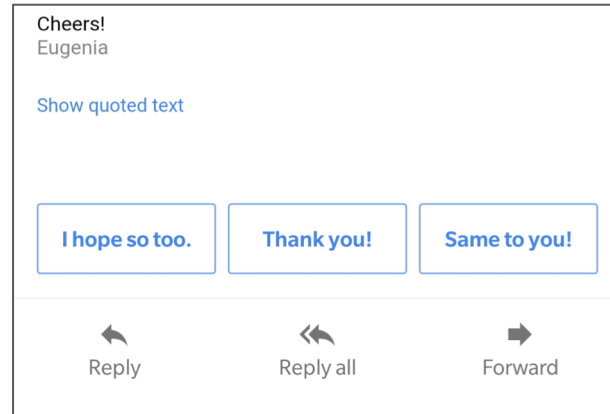 Cheers!
Eugenia
Show quoted text
I hope so too. Thank you! Same to you!
Reply Reply all Forward